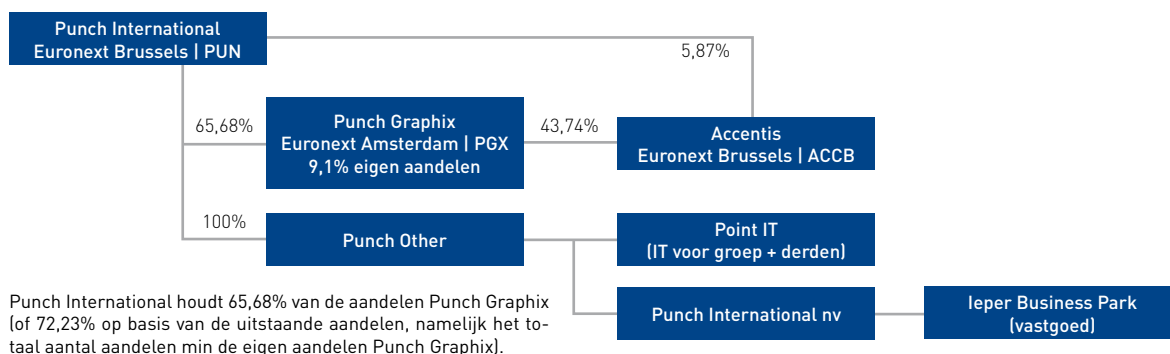 Punch International
Euronext Brussels | PUN
5,87%
65,68%
Punch Graphix
Euronext Amsterdam | PGX
9,1% eigen aandelen
43,74%
Accentis
Euronext Brussels | ACCB
100%
Punch Other
Point IT
(IT voor groep + derden)
Punch International nv
Ieper Business Park
(vastgoed)
Punch International houdt 65,68% van de aandelen Punch Graphix
(of 72,23% op basis van de uitstaande aandelen, namelijk het to-
taal aantal aandelen min de eigen aandelen Punch Graphix).